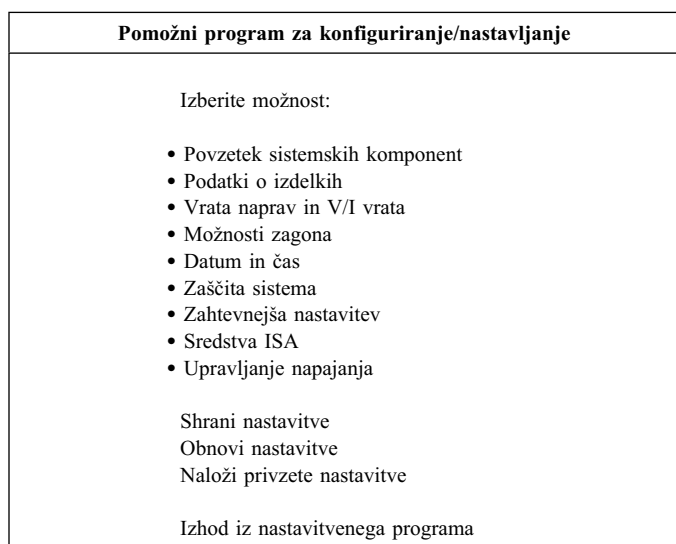 Pomožni program za konfiguriranje/nastavljanje
Izberite možnost:
• Povzetek sistemskih komponent
• Podatki o izdelkih
• Vrata naprav in V/I vrata
• Možnosti zagona
• Datum in čas
• Zaščita sistema
• Zahtevnejša nastavitev
• Sredstva ISA
• Upravljanje napajanja
Shrani nastavitve
Obnovi nastavitve
Naloži privzete nastavitve
Izhod iz nastavitvenega programa